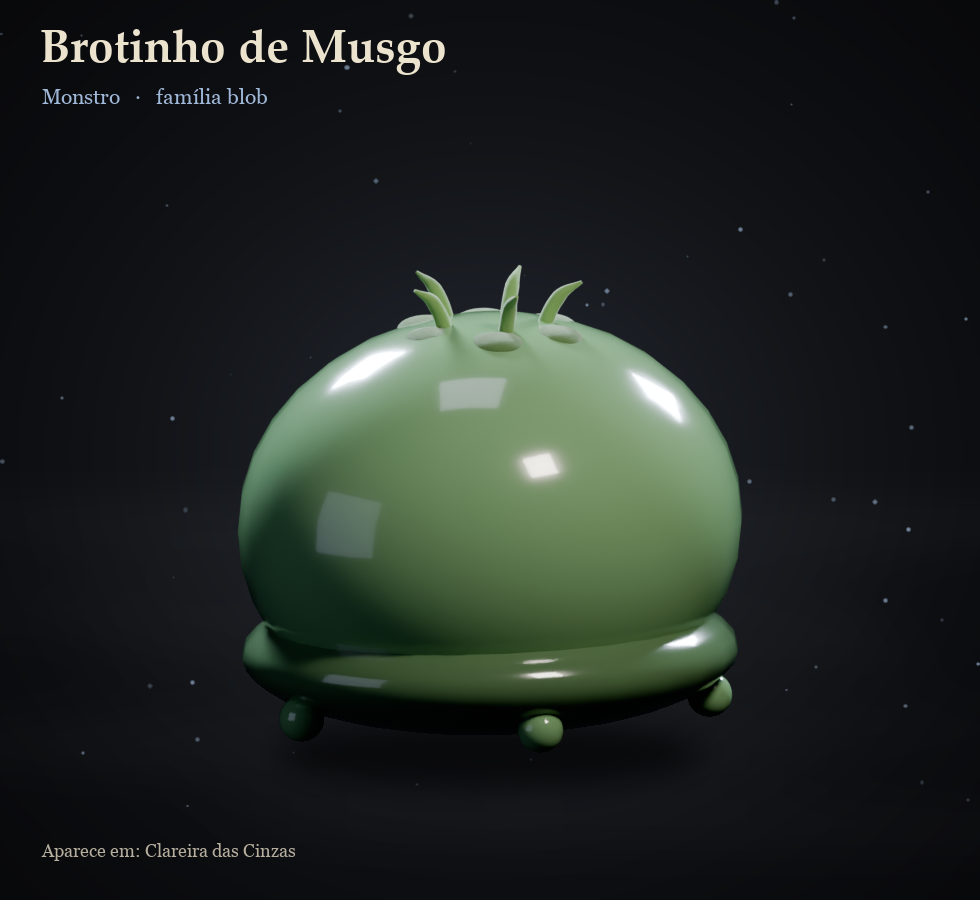 Brotinho de Musgo
Monstro · família blob
Aparece em: Clareira das Cinzas